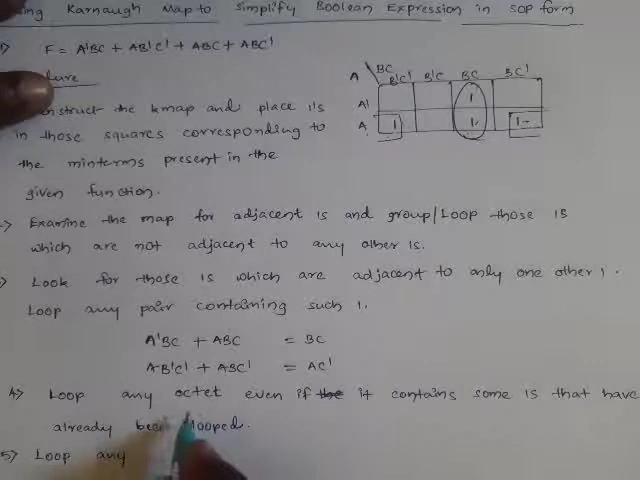 Karnaugh Map to Simplify Boolean Expression in SOP form
F = A'BC + AB'C' + ABC + ABC'
A BC
B'C' B'C BC BC'
A' 1
A 1 1 1
the kmap and place 1s
in those squares corresponding to
the minterms present in the
given function.
Examine the map for adjacent 1s and group/Loop those 1s
which are not adjacent to any other 1s.
Look for those 1s which are adjacent to only one other 1.
Loop any pair containing such 1.
A'BC + ABC = BC
AB'C' + ABC' = AC'
4) Loop any octet even if it contains some 1s that have
already looped.
5) Loop any